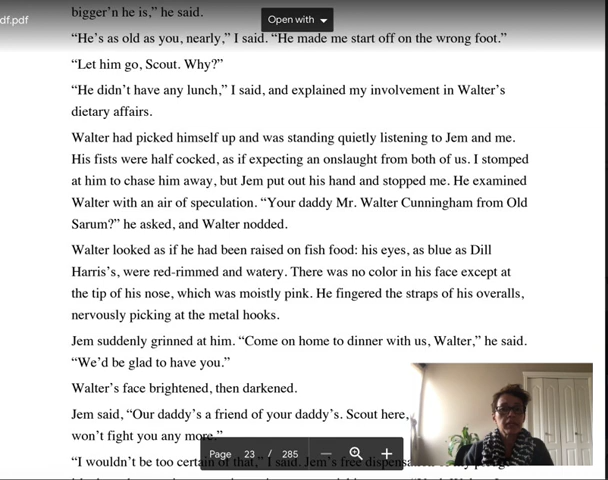 df.pdf
Open with
bigger'n he is,” he said.
“He’s as old as you, nearly,” I said. “He made me start off on the wrong foot.”
“Let him go, Scout. Why?”
“He didn’t have any lunch,” I said, and explained my involvement in Walter’s
dietary affairs.
Walter had picked himself up and was standing quietly listening to Jem and me.
His fists were half cocked, as if expecting an onslaught from both of us. I stomped
at him to chase him away, but Jem put out his hand and stopped me. He examined
Walter with an air of speculation. “Your daddy Mr. Walter Cunningham from Old
Sarum?” he asked, and Walter nodded.
Walter looked as if he had been raised on fish food: his eyes, as blue as Dill
Harris’s, were red-rimmed and watery. There was no color in his face except at
the tip of his nose, which was moistly pink. He fingered the straps of his overalls,
nervously picking at the metal hooks.
Jem suddenly grinned at him. “Come on home to dinner with us, Walter,” he said.
“We’d be glad to have you.”
Walter’s face brightened, then darkened.
Jem said, “Our daddy’s a friend of your daddy’s. Scout here,
won’t fight you any more.”
“I wouldn’t be too certain of that,” I said. Jem’s free
Page 23 / 285